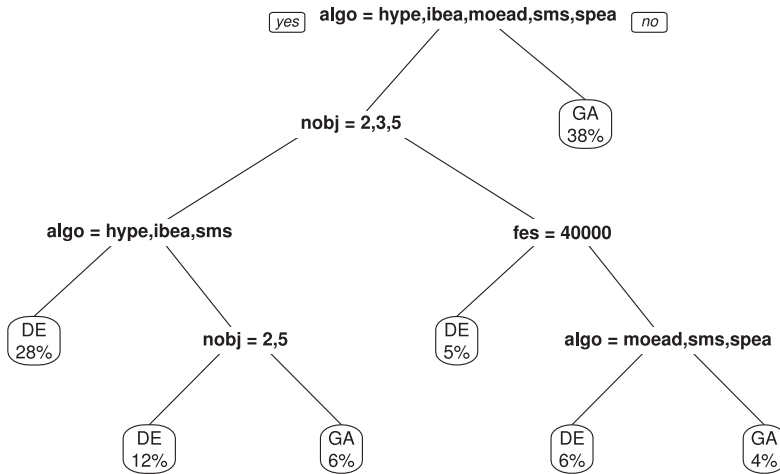 yes algo = hype,ibea,moead,sms,spea no
nobj = 2,3,5
GA
38%
algo = hype,ibea,sms
fes = 40000
DE
28%
nobj = 2,5
DE
5%
algo = moead,sms,spea
DE
12%
GA
6%
DE
6%
GA
4%